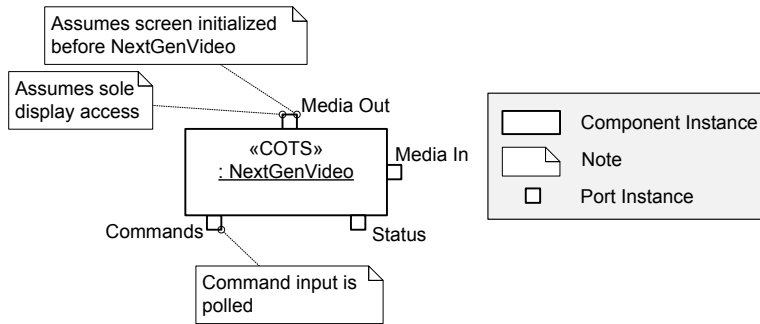 Assumes screen initialized
before NextGenVideo
Assumes sole
display access
Media Out
«COTS»
: NextGenVideo
Media In
Commands
Status
Command input is
polled
Component Instance
Note
Port Instance